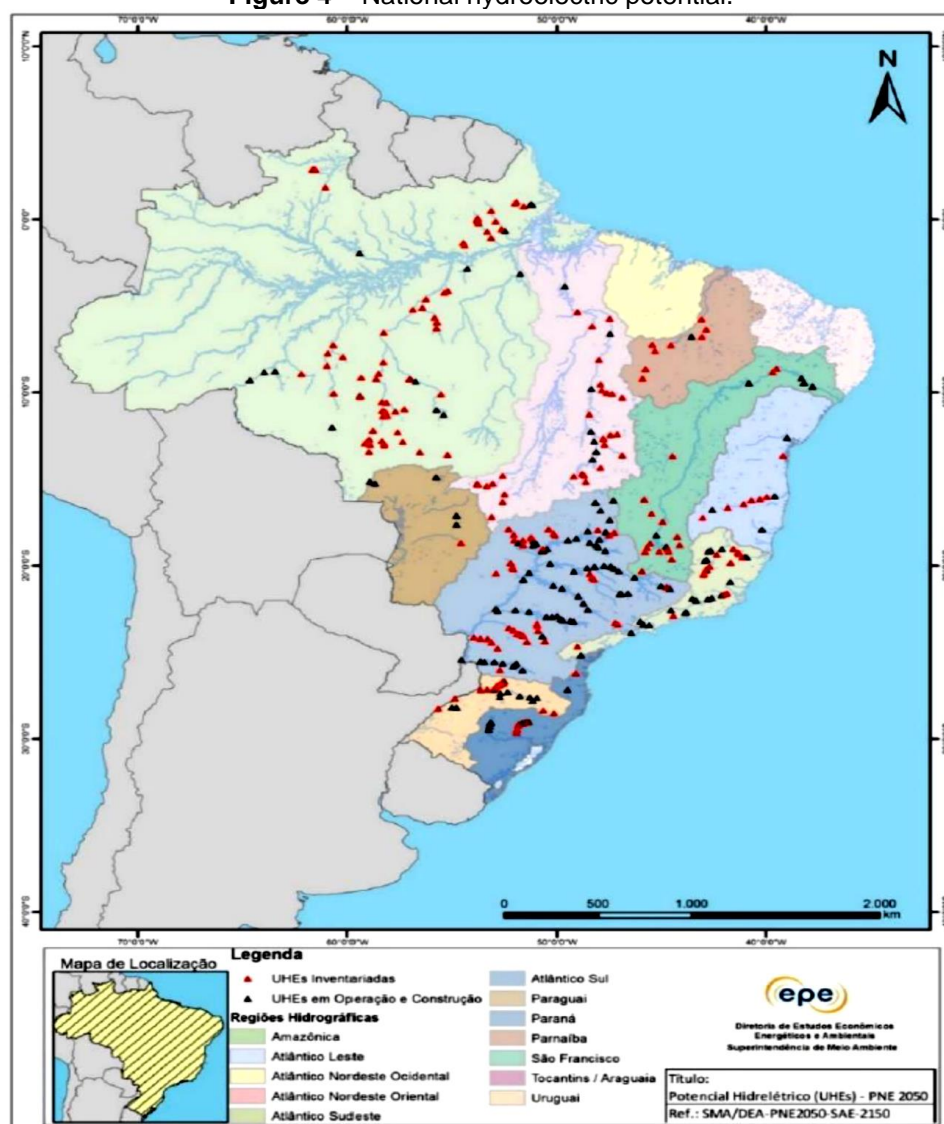 Figure 4 – National hydroelectric potential.
70°0'0"W 60°0'0"W 50°0'0"W 40°0'0"W
N
0 500 1.000 2.000
km
70°0'0"W 60°0'0"W 50°0'0"W 40°0'0"W
Mapa de Localização
Legenda
UHEs Inventariadas
UHEs em Operação e Construção
Regiões Hidrográficas
Amazônica
Atlântico Leste
Atlântico Nordeste Ocidental
Atlântico Nordeste Oriental
Atlântico Sudeste
Atlântico Sul
Paraguai
Paraná
Parnaíba
São Francisco
Tocantins / Araguaia
Uruguai
epe
Diretoria de Estudos Econômicos
Energéticos e Ambientais
Superintendência de Meio Ambiente
Título:
Potencial Hidrelétrico (UHEs) - PNE 2050
Ref.: SMA/DEA-PNE2050-SAE-2150